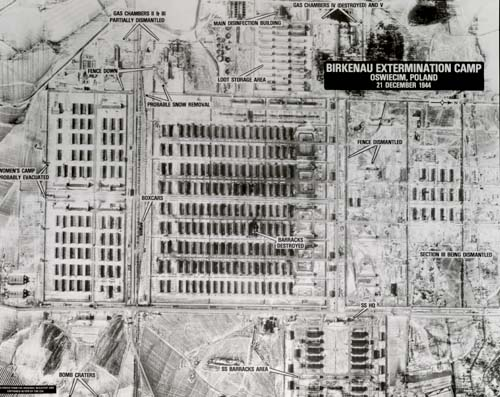 GAS CHAMBERS II & III
PARTIALLY DISMANTLED
MAIN DISINFECTION BUILDING
GAS CHAMBERS IV (DESTROYED) AND V
BIRKENAU EXTERMINATION CAMP
OSWIECIM, POLAND
21 DECEMBER 1944
FENCE DOWN
LOOT STORAGE AREA
PROBABLE SNOW REMOVAL
FENCE DISMANTLED
WOMEN'S CAMP
PROBABLY EVACUATED
BOXCARS
BARRACKS
DESTROYED
SECTION III BEING DISMANTLED
SS HQ
SS BARRACKS AREA
BOMB CRATERS